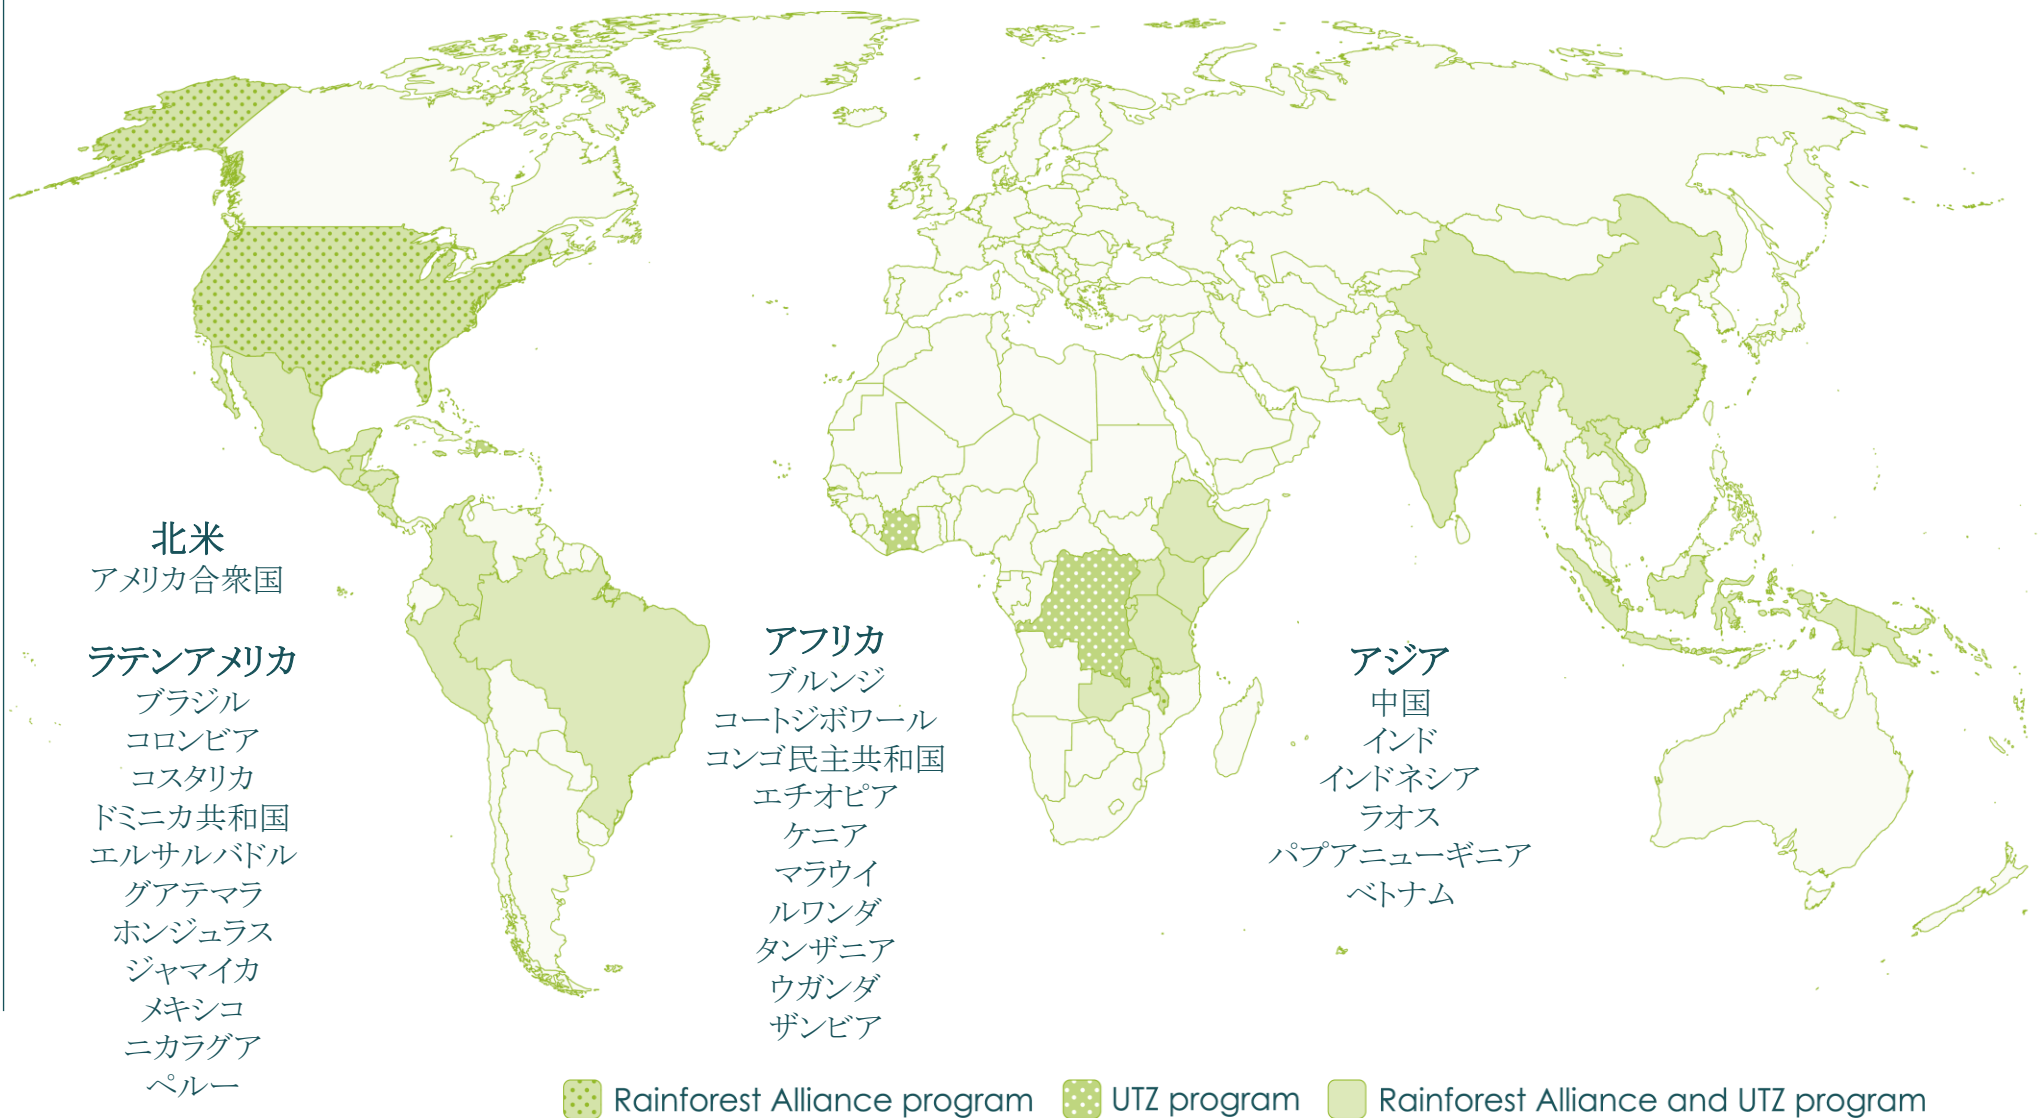 北米
アメリカ合衆国
ラテンアメリカ
ブラジル
コロンビア
コスタリカ
ドミニカ共和国
エルサルバドル
グアテマラ
ホンジュラス
ジャマイカ
メキシコ
ニカラグア
ペルー
アフリカ
ブルンジ
コートジボワール
コンゴ民主共和国
エチオピア
ケニア
マラウイ
ルワンダ
タンザニア
ウガンダ
ザンビア
アジア
中国
インド
インドネシア
ラオス
パプアニューギニア
ベトナム
Rainforest Alliance program
UTZ program
Rainforest Alliance and UTZ program